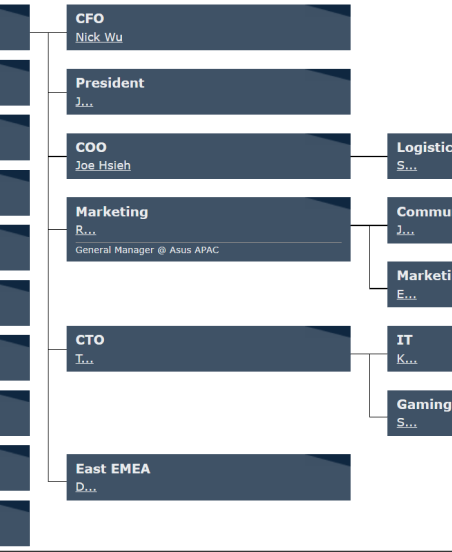 CFO
Nick Wu
President
J...
COO
Joe Hsieh
Logistic
S...
Marketing
R...
General Manager @ Asus APAC
Commu
J...
Marketi
E...
CTO
T...
IT
K...
Gaming
S...
East EMEA
D...